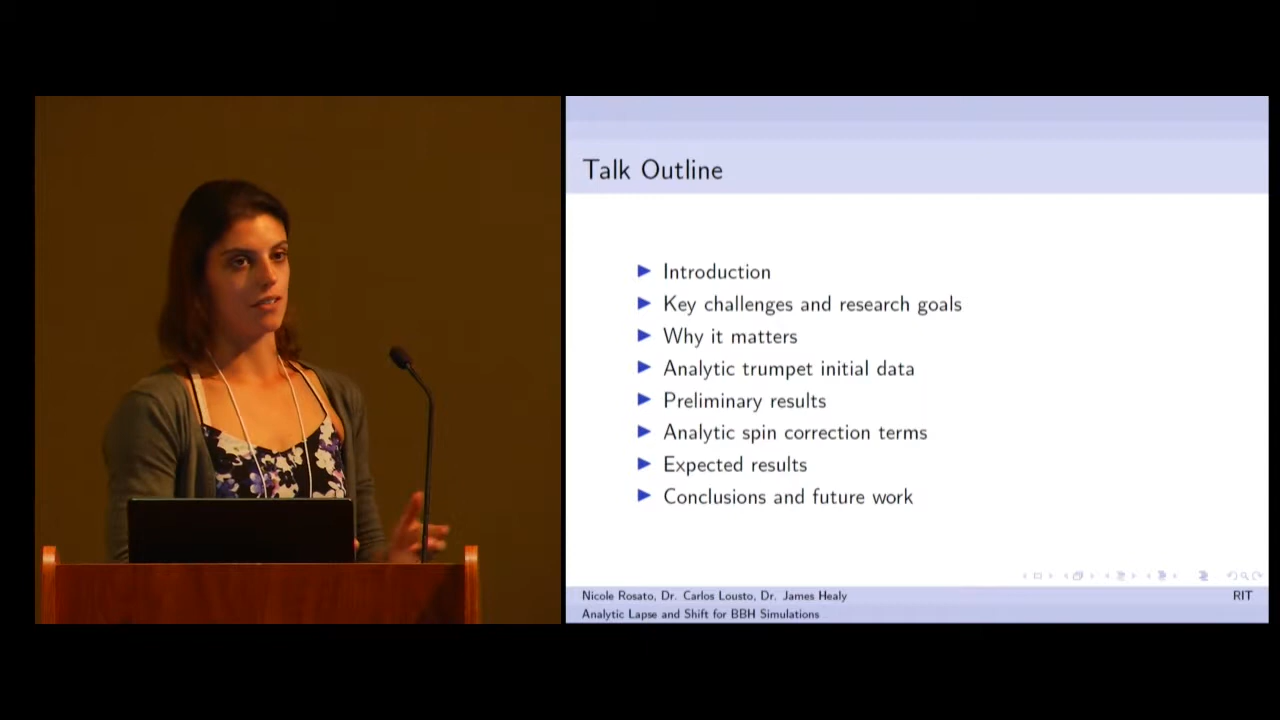 Talk Outline
Introduction
Key challenges and research goals
Why it matters
Analytic trumpet initial data
Preliminary results
Analytic spin correction terms
Expected results
Conclusions and future work
Nicole Rosato, Dr. Carlos Lousto, Dr. James Healy RIT
Analytic Lapse and Shift for BBH Simulations